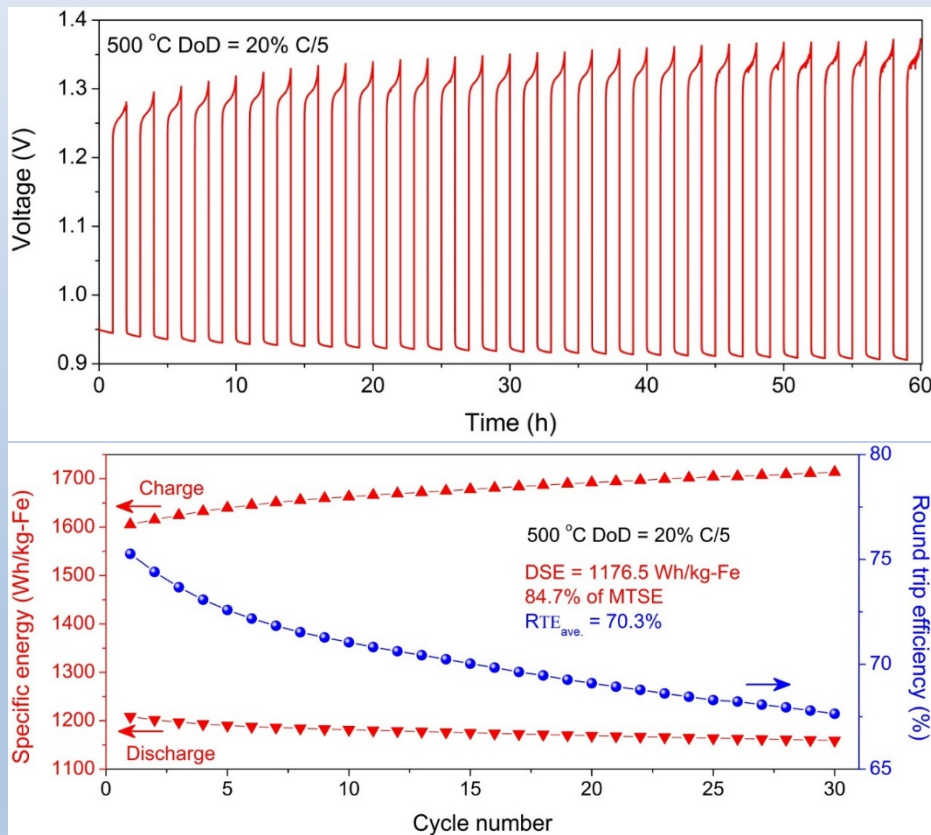 500 °C DoD = 20% C/5
1.4
1.3
1.2
1.1
1.0
0.9
Voltage (V)
0 10 20 30 40 50 60
Time (h)
1700
1600
1500
1400
1300
1200
1100
Specific energy (Wh/kg-Fe)
Charge
500 °C DoD = 20% C/5
DSE = 1176.5 Wh/kg-Fe
84.7% of MTSE
RTEave. = 70.3%
Discharge
80
75
70
65
Round trip efficiency (%)
0 5 10 15 20 25 30
Cycle number